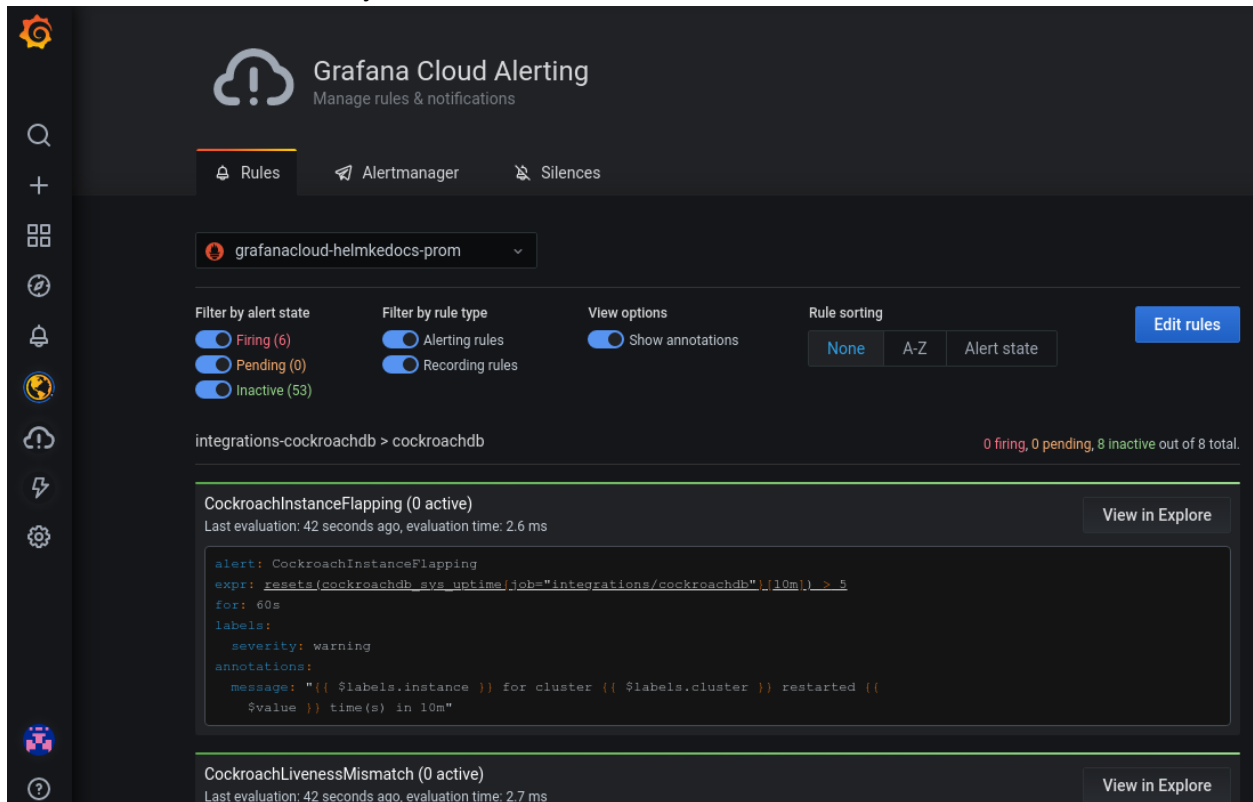 Grafana Cloud Alerting
Manage rules & notifications
Rules
Alertmanager
Silences
grafanacloud-helmkedocs-prom
Filter by alert state
Firing (6)
Pending (0)
Inactive (53)
Filter by rule type
Alerting rules
Recording rules
View options
Show annotations
Rule sorting
None
A-Z
Alert state
Edit rules
integrations-cockroachdb > cockroachdb
0 firing, 0 pending, 8 inactive out of 8 total.
CockroachInstanceFlapping (0 active)
Last evaluation: 42 seconds ago, evaluation time: 2.6 ms
View in Explore
alert: CockroachInstanceFlapping
expr: resets(cockroachdb_sys_uptime{job="integrations/cockroachdb"}[10m]) > 5
for: 60s
labels:
severity: warning
annotations:
message: "{{ $labels.instance }} for cluster {{ $labels.cluster }} restarted {{
$value }} time(s) in 10m"
CockroachLivenessMismatch (0 active)
Last evaluation: 42 seconds ago, evaluation time: 2.7 ms
View in Explore